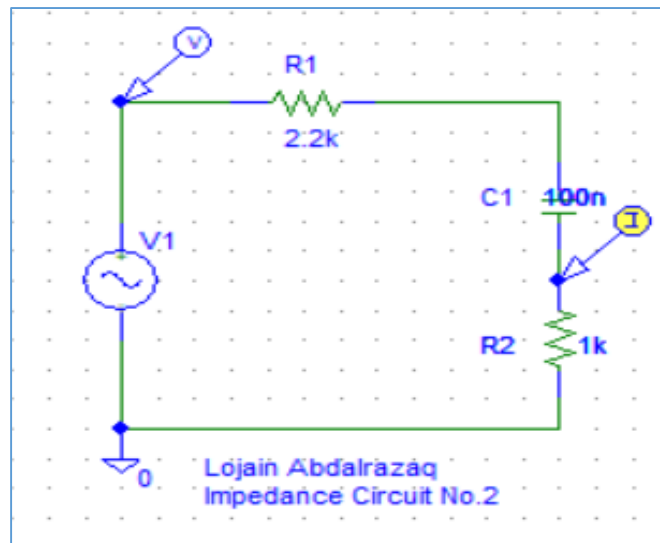 V
R1
2.2k
C1 100n
I
V1
R2 1k
0
Lojain Abdalrazaq
Impedance Circuit No.2